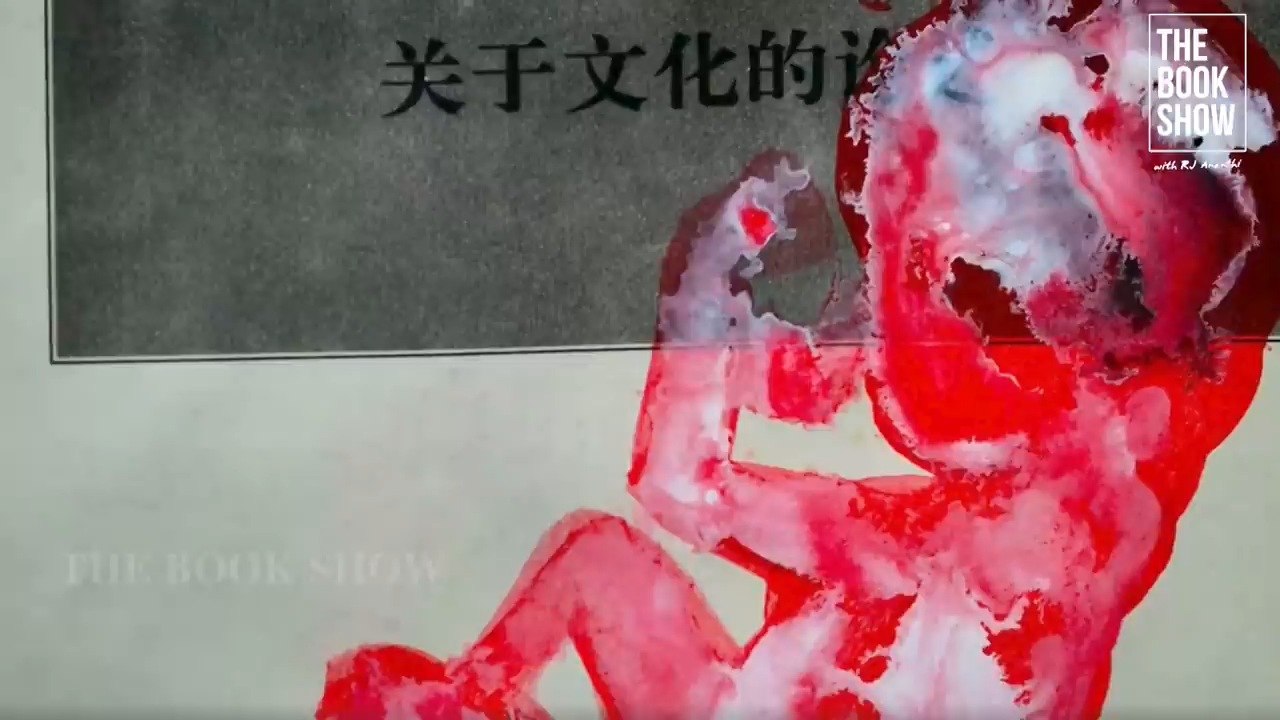 关于文化的
THE
BOOK
SHOW
with RJ Ananthi
THE BOOK SHOW